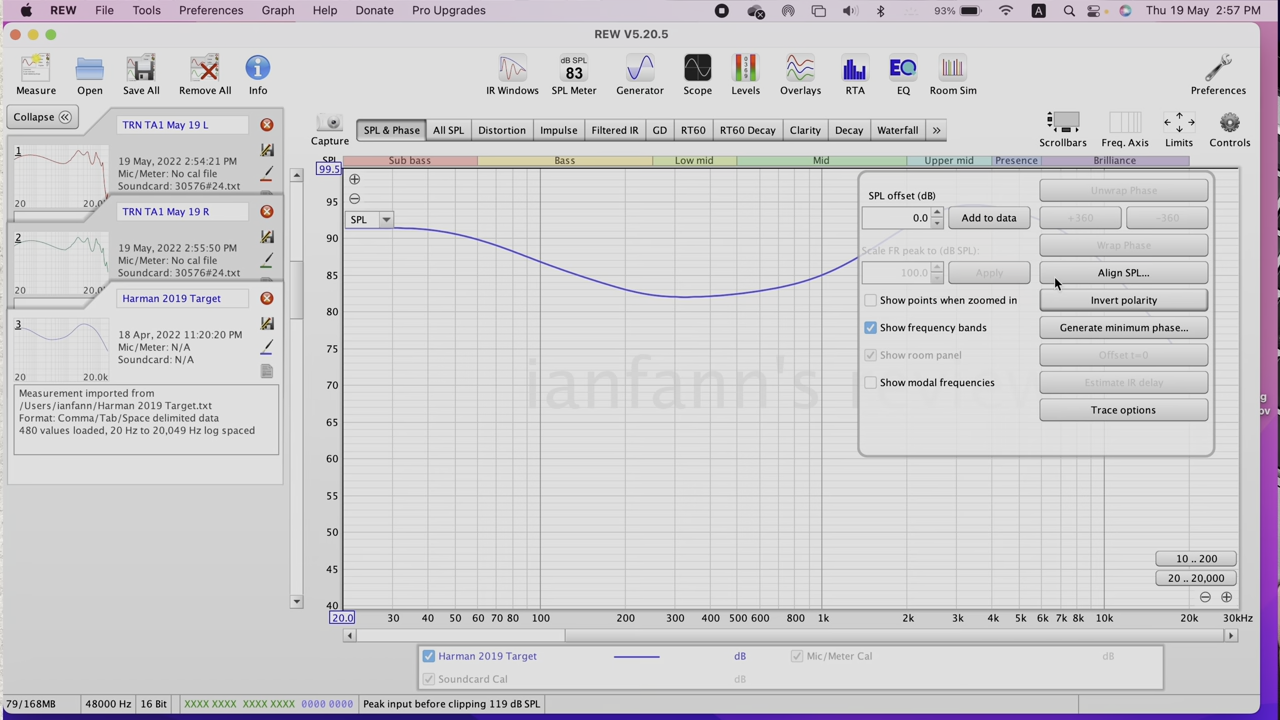 REW File Tools Preferences Graph Help Donate Pro Upgrades 93% A Thu 19 May 2:57 PM
REW V5.20.5
dB SPL
83
Measure Open Save All Remove All Info IR Windows SPL Meter Generator Scope Levels Overlays RTA EQ Room Sim Preferences
Collapse
TRN TA1 May 19 L
1
19 May, 2022 2:54:21 PM
Mic/Meter: No cal file
Soundcard: 30576#24.txt
20 20.0
TRN TA1 May 19 R
2
19 May, 2022 2:55:50 PM
Mic/Meter: No cal file
Soundcard: 30576#24.txt
20 20.0
Harman 2019 Target
3
18 Apr, 2022 11:20:20 PM
Mic/Meter: N/A
Soundcard: N/A
20 20.0k
Measurement imported from
/Users/ianfann/Harman 2019 Target.txt
Format: Comma/Tab/Space delimited data
480 values loaded, 20 Hz to 20,049 Hz log spaced
Capture
SPL & Phase All SPL Distortion Impulse Filtered IR GD RT60 RT60 Decay Clarity Decay Waterfall »
Scrollbars Freq. Axis Limits Controls
SPL Sub bass Bass Low mid Mid Upper mid Presence Brilliance
99.5
95
SPL
90
85
80
75
70
65
60
55
50
45
40
ianfann's
SPL offset (dB)
0.0 Add to data
Scale FR peak to (dB SPL):
100.0 Apply
Show points when zoomed in
Show frequency bands
Show room panel
Show modal frequencies
Unwrap Phase
+360 -360
Wrap Phase
Align SPL...
Invert polarity
Generate minimum phase...
Offset t=0
Estimate IR delay
Trace options
10 .. 200
20 .. 20,000
20.0 30 40 50 60 70 80 100 200 300 400 500 600 800 1k 2k 3k 4k 5k 6k 7k 8k 10k 20k 30kHz
Harman 2019 Target dB Mic/Meter Cal dB
Soundcard Cal dB
79/168MB 48000 Hz 16 Bit XXXX XXXX XXXX XXXX 0000 0000 Peak input before clipping 119 dB SPL